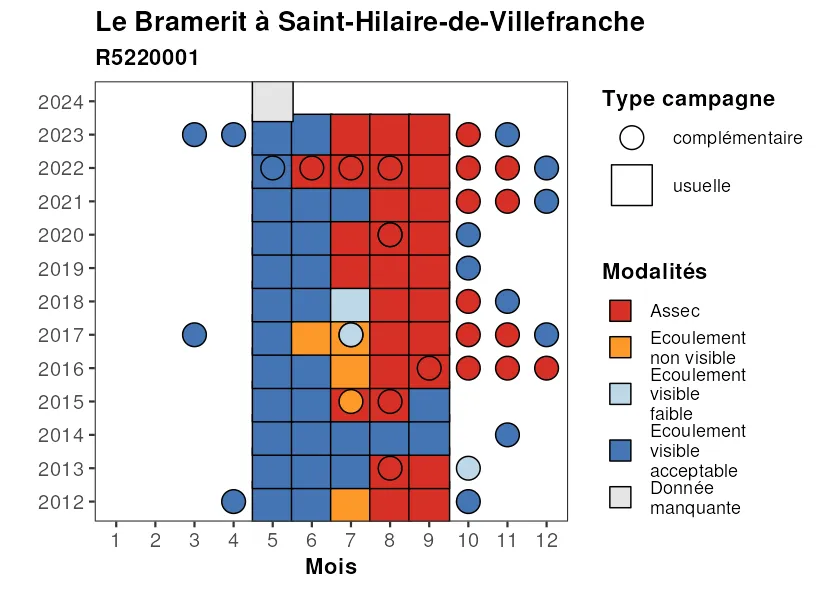 Le Bramerit à Saint-Hilaire-de-Villefranche
R5220001
2024
2023
2022
2021
2020
2019
2018
2017
2016
2015
2014
2013
2012
1 2 3 4 5 6 7 8 9 10 11 12
Mois
Type campagne
complémentaire
usuelle
Modalités
Assec
Ecoulement
non visible
Ecoulement
visible
faible
Ecoulement
visible
acceptable
Donnée
manquante